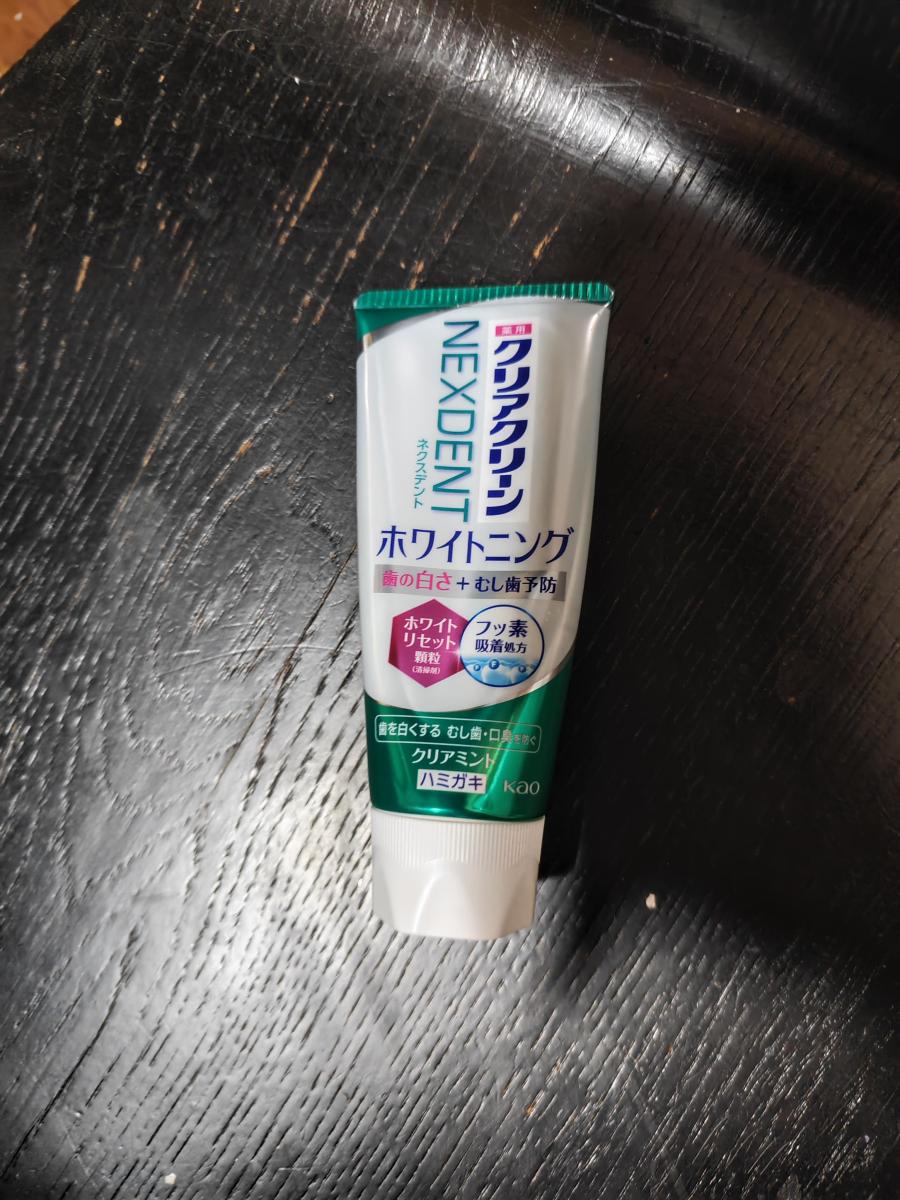 薬用
クリアクリーン
NEXDENT
ネクスデント
ホワイトニング
歯の白さ+むし歯予防
ホワイト
リセット
顆粒
(清掃剤)
フッ素
吸着処方
F F F
歯を白くする むし歯・口臭を防ぐ
クリアミント
ハミガキ
Kao